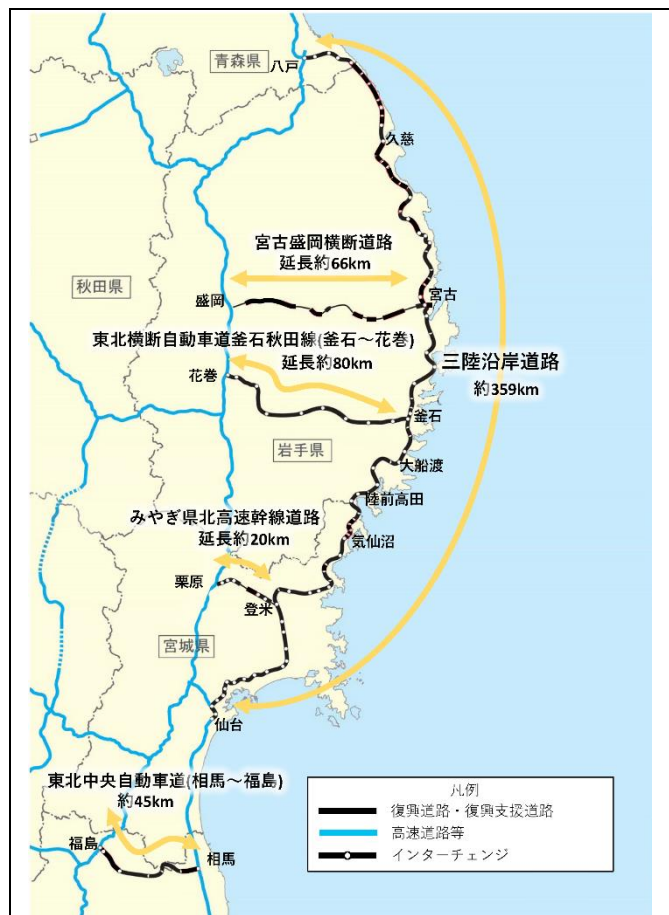 青森県
八戸
久慈
宮古盛岡横断道路
延長約66km
秋田県
盛岡
宮古
東北横断自動車道釜石秋田線(釜石~花巻)
延長約80km
三陸沿岸道路
約359km
花巻
釜石
岩手県
大船渡
陸前高田
みやぎ県北高速幹線道路
延長約20km
気仙沼
栗原
登米
宮城県
仙台
東北中央自動車道(相馬~福島)
約45km
福島
相馬
凡例
復興道路・復興支援道路
高速道路等
インターチェンジ